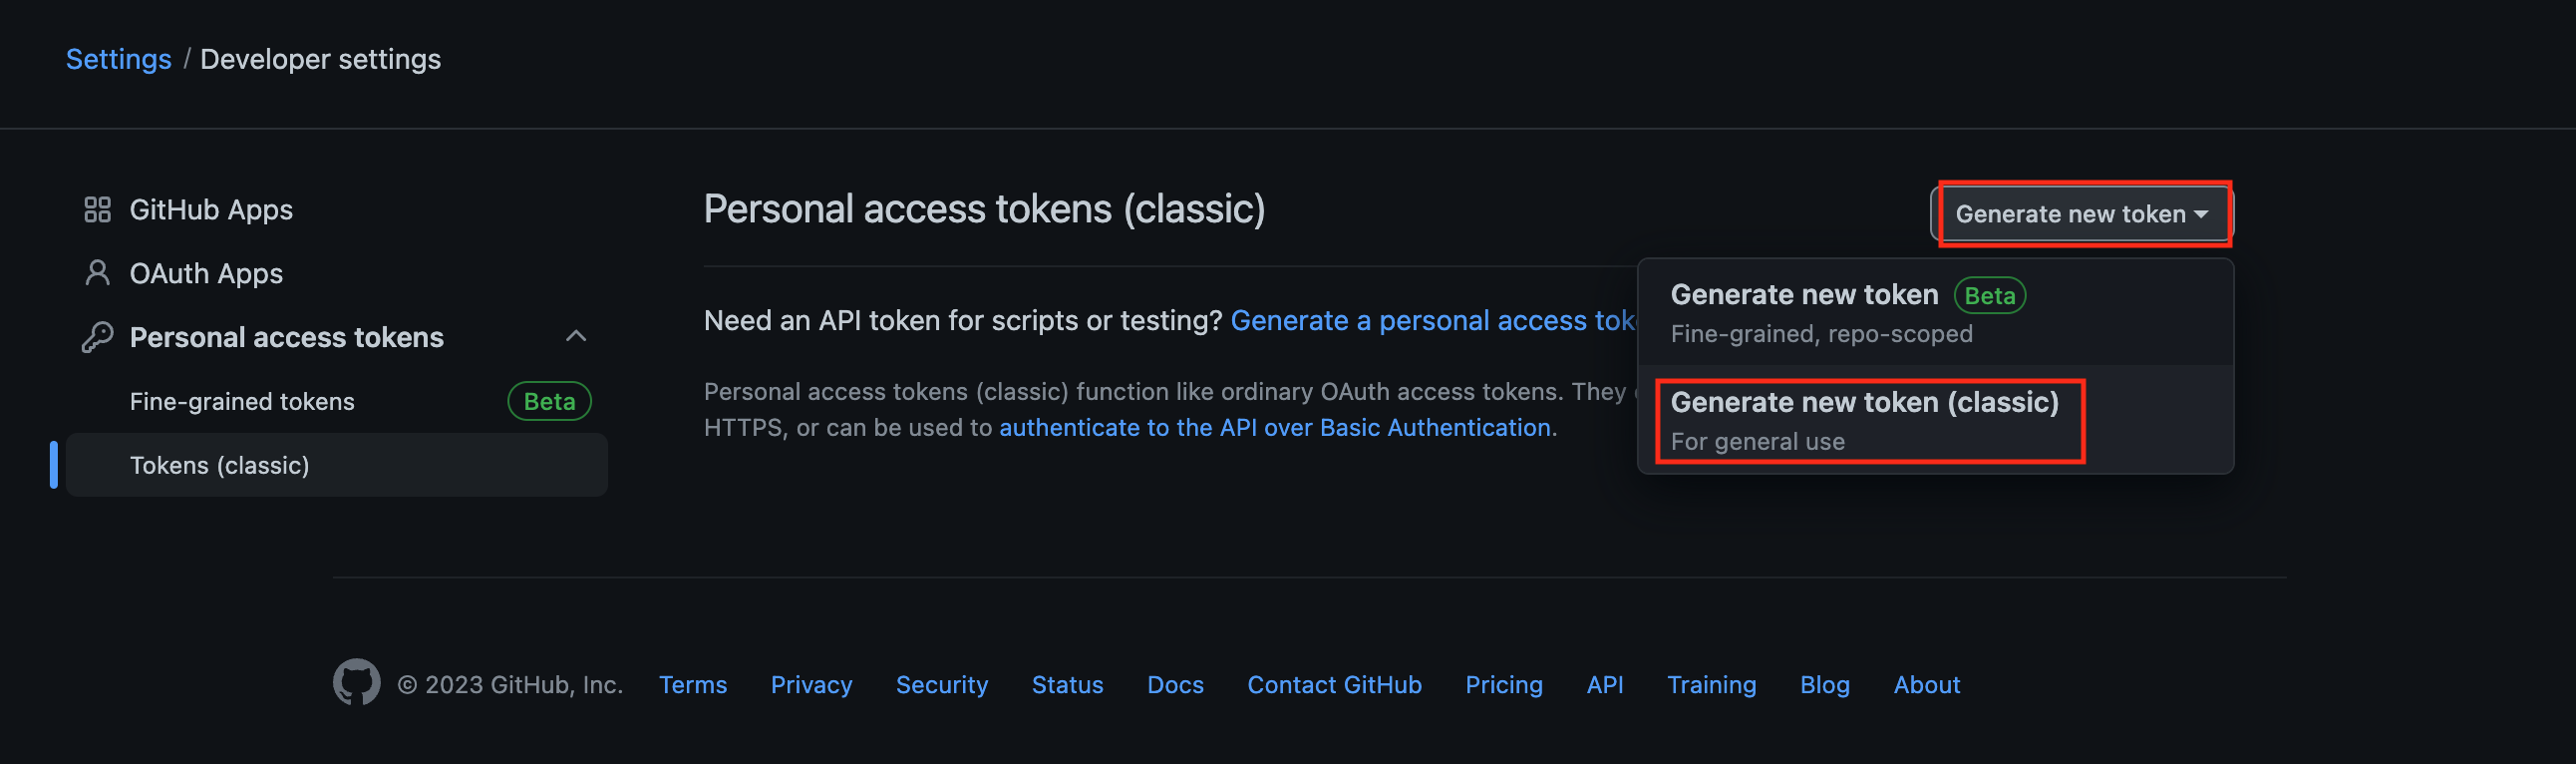 Settings / Developer settings
GitHub Apps
OAuth Apps
Personal access tokens
Fine-grained tokens Beta
Tokens (classic)
Personal access tokens (classic)
Generate new token
Generate new token Beta
Fine-grained, repo-scoped
Generate new token (classic)
For general use
Need an API token for scripts or testing? Generate a personal access
Personal access tokens (classic) function like ordinary OAuth access tokens. They
HTTPS, or can be used to authenticate to the API over Basic Authentication.
© 2023 GitHub, Inc. Terms Privacy Security Status Docs Contact GitHub Pricing API Training Blog About